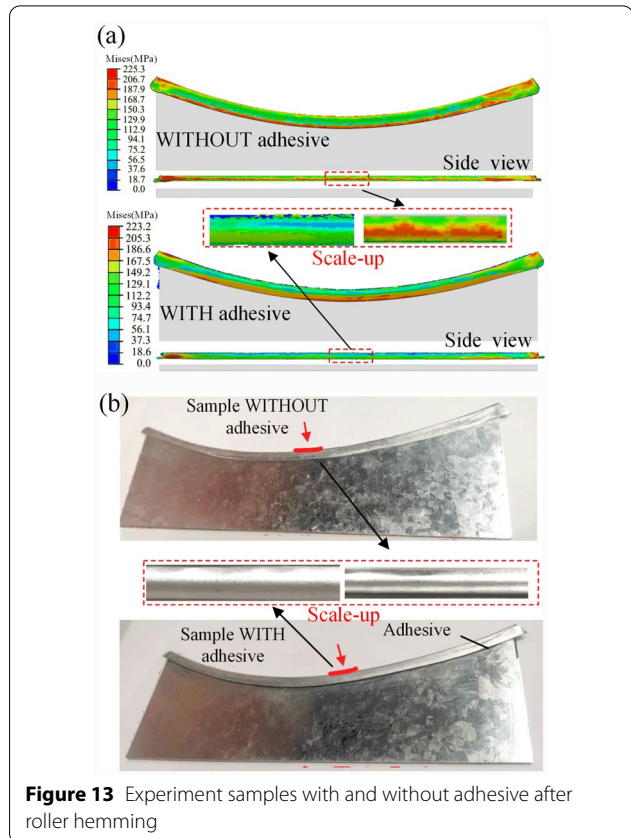 (a)
Mises(MPa)
225.3
206.7
187.9
168.7
150.3
129.9
112.9
94.1
75.2
56.5
37.6
18.7
0.0
WITHOUT adhesive
Side view
Scale-up
Mises(MPa)
223.2
205.3
186.6
167.5
149.2
129.1
112.0
93.4
74.7
56.1
37.3
18.6
0.0
WITH adhesive
Side view
(b)
Sample WITHOUT
adhesive
Scale-up
Sample WITH
adhesive
Adhesive
Figure 13 Experiment samples with and without adhesive after
roller hemming